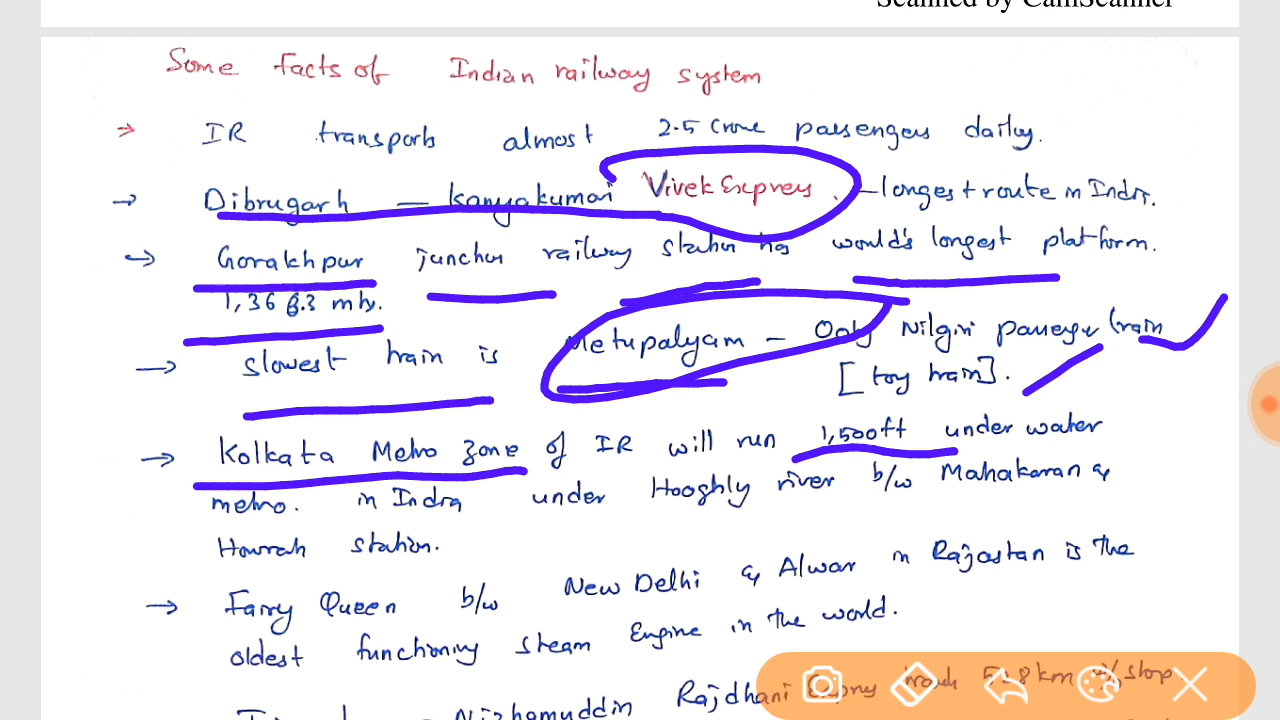 Scanned by CamScanner
Some facts of Indian railway system
→ IR transports almost 2.5 crore passengers daily.
→ Dibrugarh — Kanyakumari Vivek Express. — longest route in India.
→ Gorakhpur junction railway station has world's longest platform.
1,366.3 mts.
→ Slowest train is Metupalyam – Ooty Nilgiri passenger train
[toy train].
→ Kolkata Metro zone of IR will run 1,500ft under water
metro. in India under Hooghly river b/w Mahakaran &
Howrah station.
→ Fairy Queen b/w New Delhi & Alwar in Rajastan is the
oldest functioning steam Engine in the world.
Nizhamuddin Rajdhani km stop